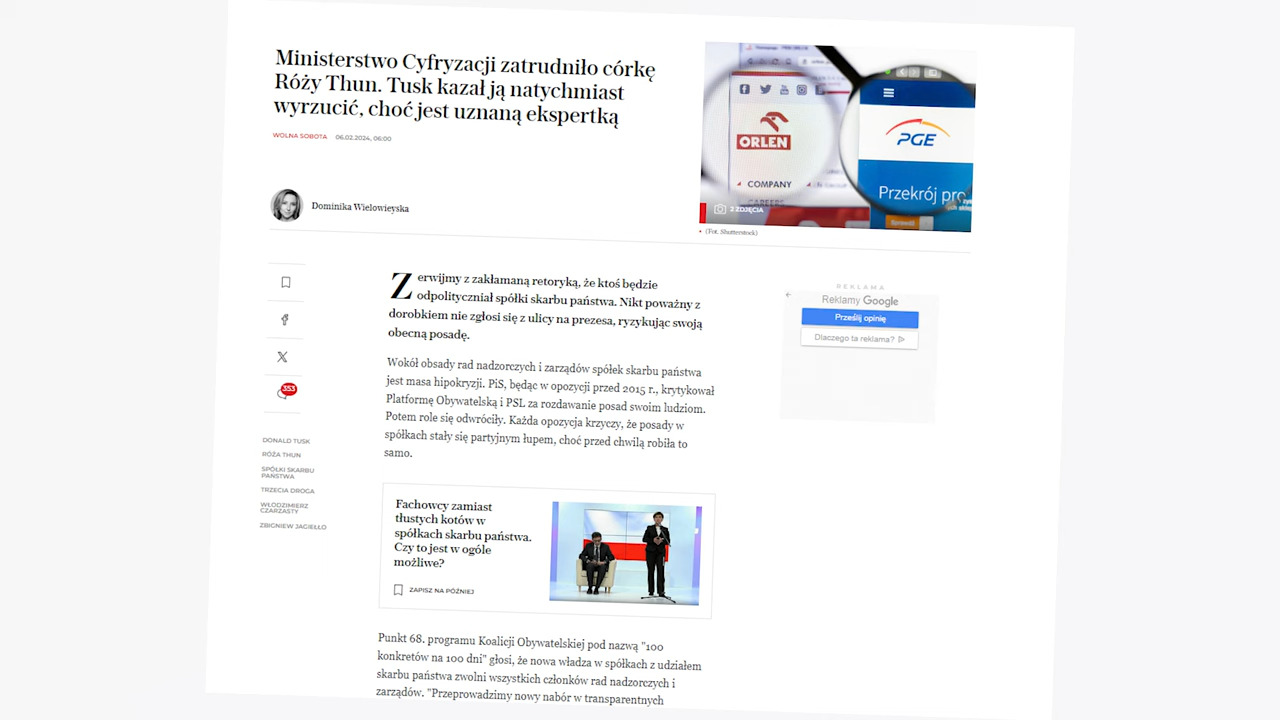 Ministerstwo Cyfryzacji zatrudniło córkę
Róży Thun. Tusk kazał ją natychmiast
wyrzucić, choć jest uznaną ekspertką
WOLNA SOBOTA 06.02.2024, 06:00
Dominika Wielowieyska
ORLEN
COMPANY
CAREERS
PGE
Przekrój pro
Sprawdź
3 ZDJĘCIA
(Fot. Shutterstock)
353
DONALD TUSK
RÓŻA THUN
SPÓŁKI SKARBU
PAŃSTWA
TRZECIA DROGA
WŁODZIMIERZ
CZARZASTY
ZBIGNIEW JAGIEŁŁO
Zerwijmy z zakłamaną retoryką, że ktoś będzie
odpolityczniał spółki skarbu państwa. Nikt poważny z
dorobkiem nie zgłosi się z ulicy na prezesa, ryzykując swoją
obecną posadę.
Wokół obsady rad nadzorczych i zarządów spółek skarbu państwa
jest masa hipokryzji. PiS, będąc w opozycji przed 2015 r., krytykował
Platformę Obywatelską i PSL za rozdawanie posad swoim ludziom.
Potem role się odwróciły. Każda opozycja krzyczy, że posady w
spółkach stały się partyjnym łupem, choć przed chwilą robiła to
samo.
Fachowcy zamiast
tłustych kotów w
spółkach skarbu państwa.
Czy to jest w ogóle
możliwe?
ZAPISZ NA PÓŹNIEJ
Punkt 68. programu Koalicji Obywatelskiej pod nazwą "100
konkretów na 100 dni" głosi, że nowa władza w spółkach z udziałem
skarbu państwa zwolni wszystkich członków rad nadzorczych i
zarządów. "Przeprowadzimy nowy nabór w transparentnych
REKLAMA
Reklamy Google
Prześlij opinię
Dlaczego ta reklama?